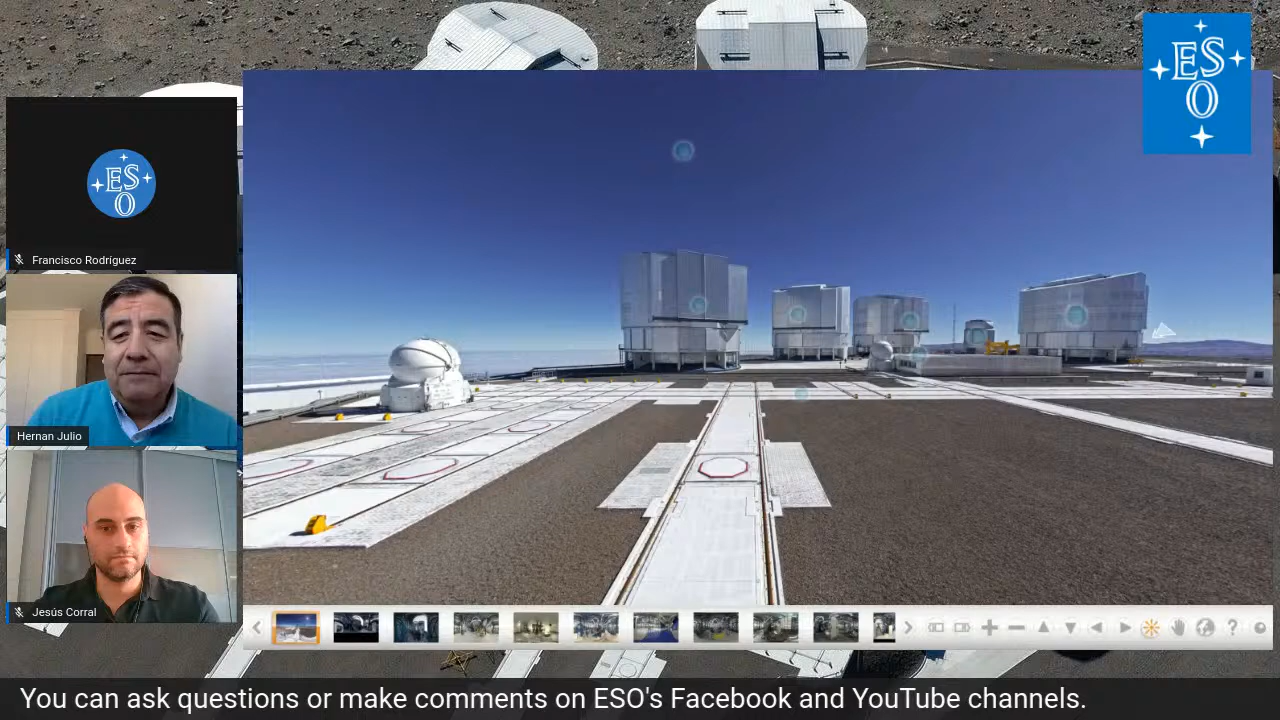 ESO
ESO
Francisco Rodríguez
Hernan Julio
Jesús Corral
You can ask questions or make comments on ESO's Facebook and YouTube channels.